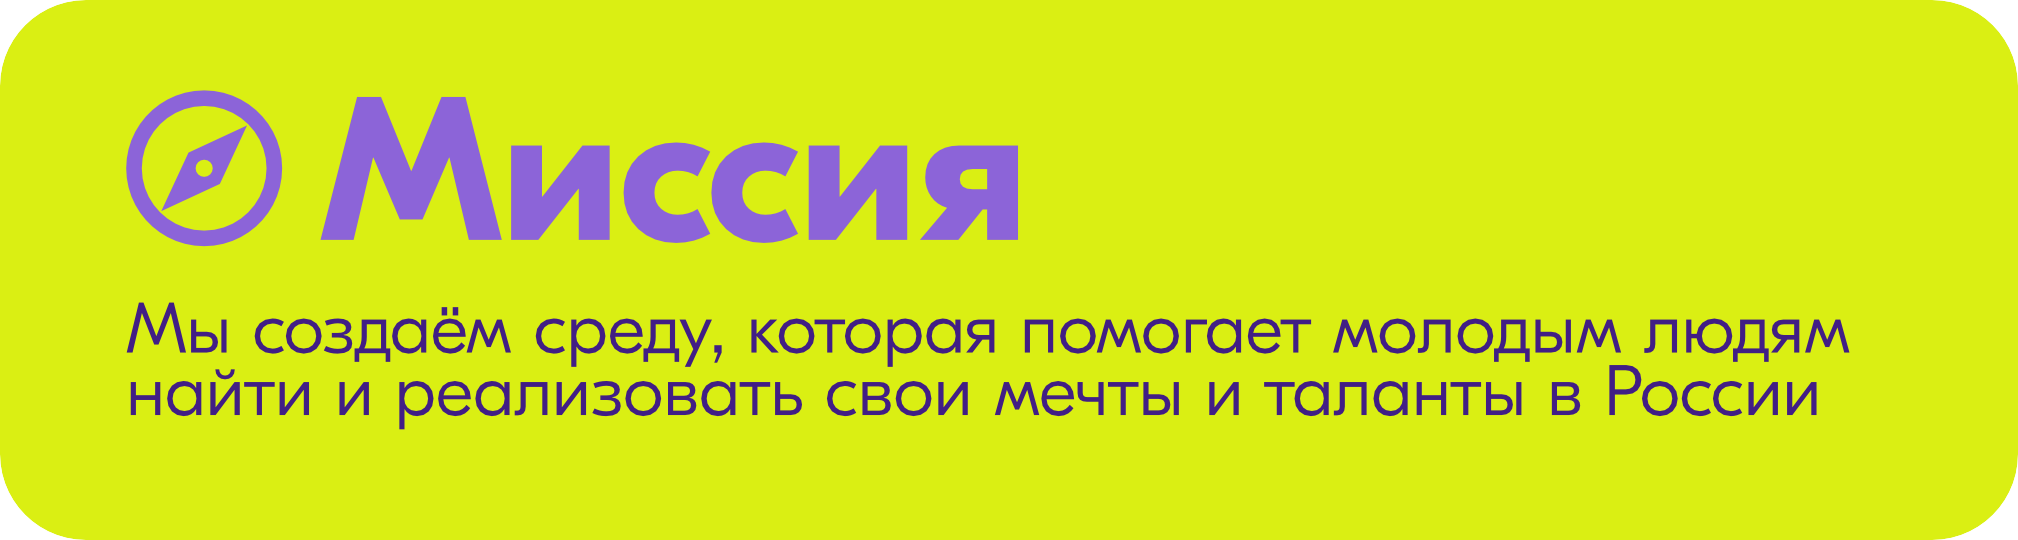 Миссия
Мы создаём среду, которая помогает молодым людям
найти и реализовать свои мечты и таланты в России